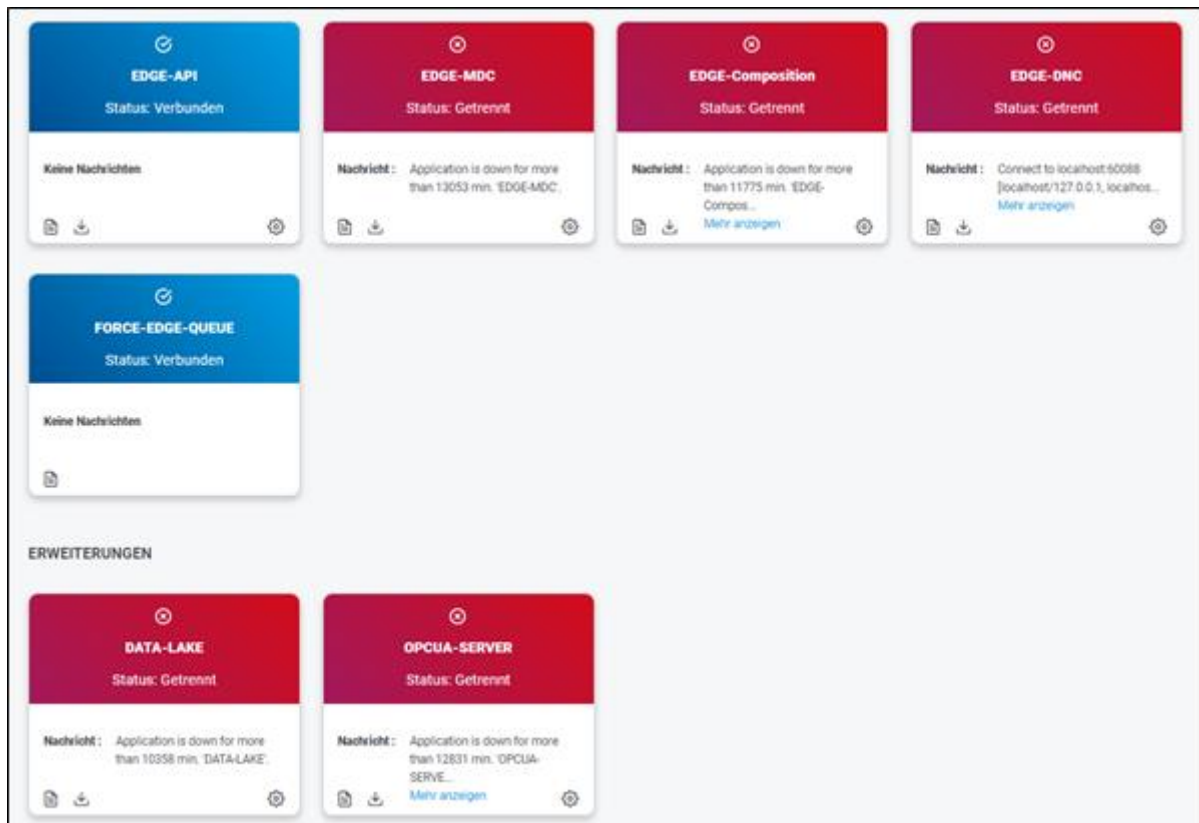 EDGE-API
Status: Verbunden
Keine Nachrichten
EDGE-MDC
Status: Getrennt
Nachricht : Application is down for more
than 13053 min. 'EDGE-MDC'.
EDGE-Composition
Status: Getrennt
Nachricht : Application is down for more
than 11775 min. 'EDGE-
Compos...
Mehr anzeigen
EDGE-DNC
Status: Getrennt
Nachricht : Connect to localhost:60088
[localhost/127.0.0.1, localhos...
Mehr anzeigen
FORCE-EDGE-QUEUE
Status: Verbunden
Keine Nachrichten
ERWEITERUNGEN
DATA-LAKE
Status: Getrennt
Nachricht : Application is down for more
than 10358 min. 'DATA-LAKE'.
OPCUA-SERVER
Status: Getrennt
Nachricht : Application is down for more
than 12831 min. 'OPCUA-
SERVE...
Mehr anzeigen